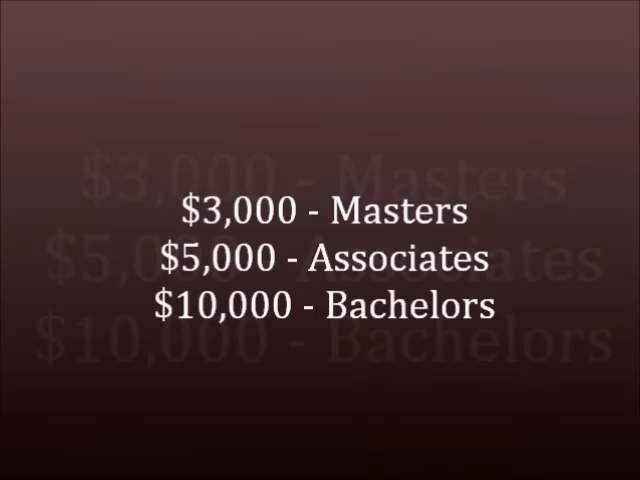 $3,000 - Masters
$5,000 - Associates
$10,000 - Bachelors